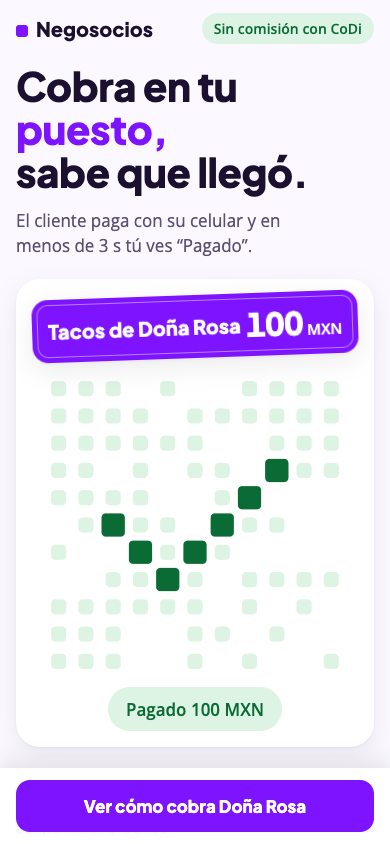 Negosocios
Sin comisión con CoDi
Cobra en tu
puesto,
sabe que llegó.
El cliente paga con su celular y en
menos de 3 s tú ves “Pagado”.
Tacos de Doña Rosa 100 MXN
Pagado 100 MXN
Ver cómo cobra Doña Rosa